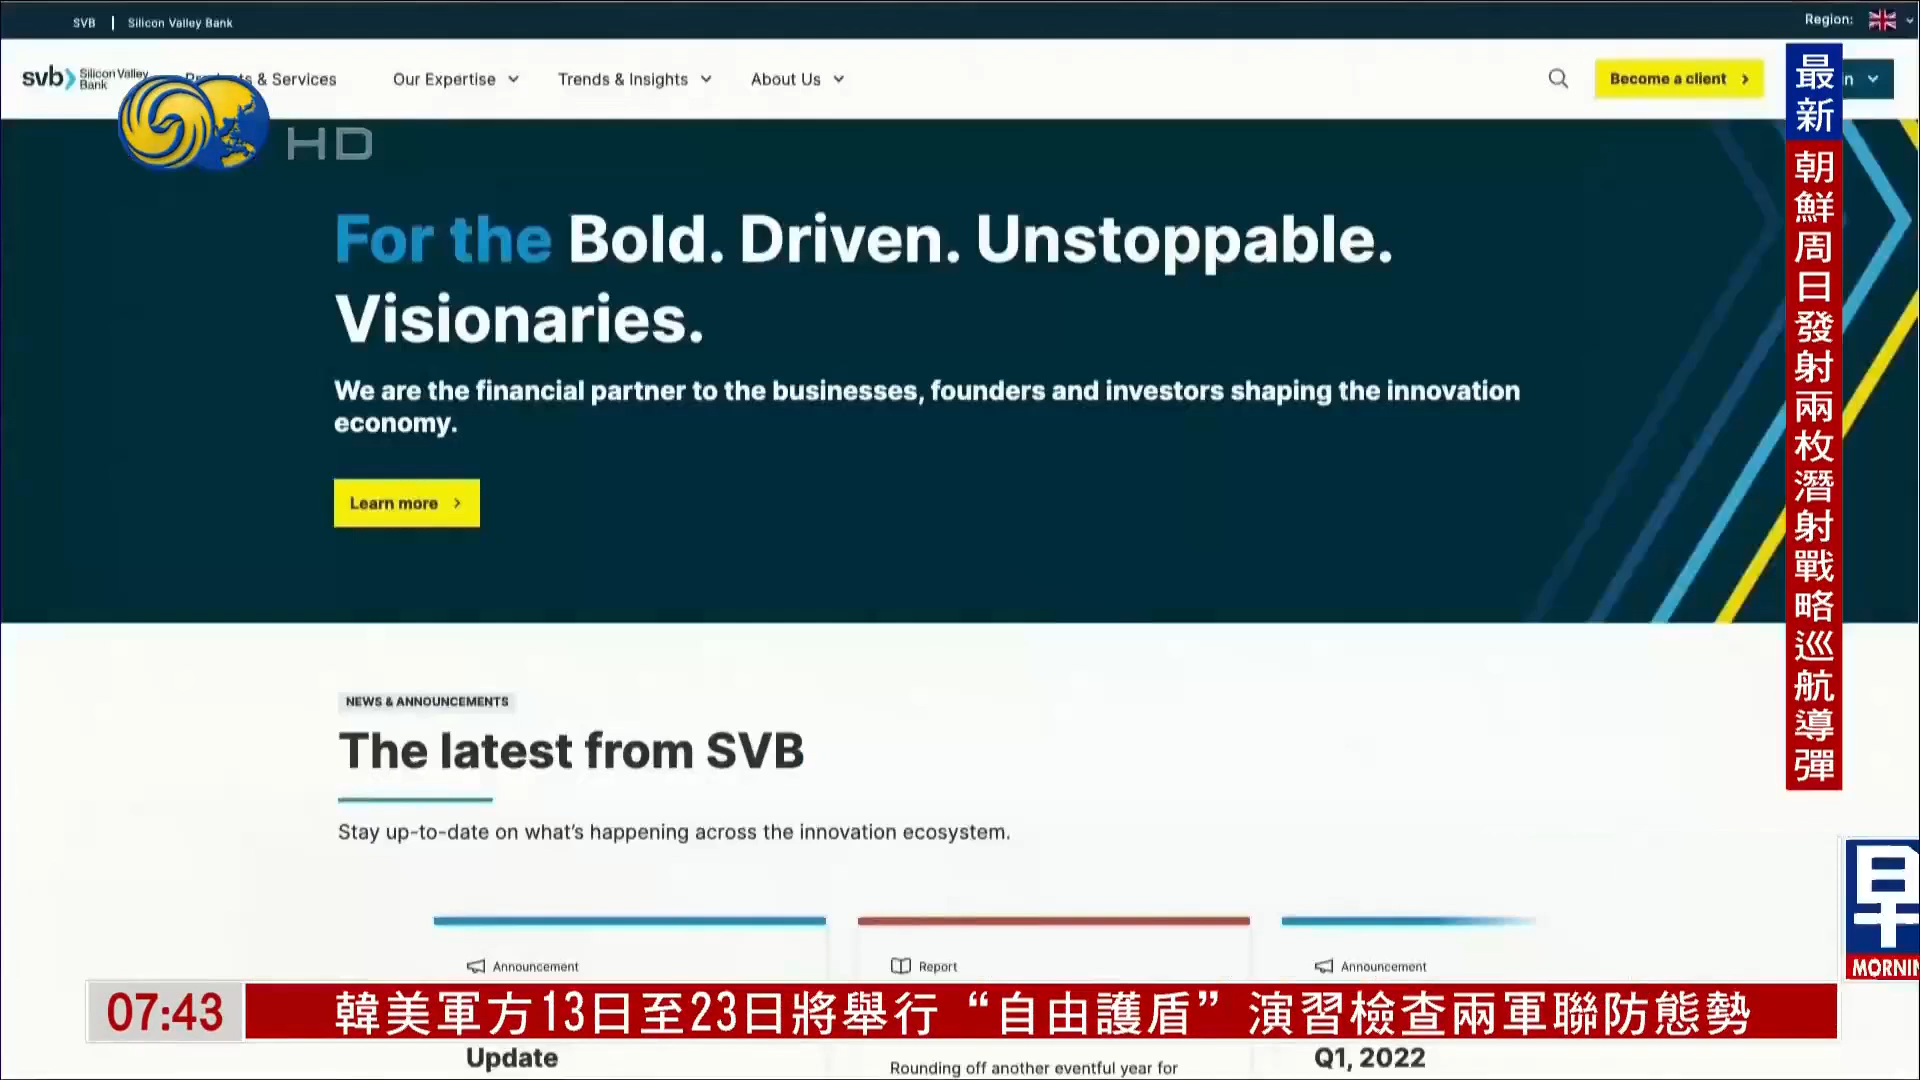 SVB | Silicon Valley Bank
Region:
svb Silicon Valley Bank
& Services
Our Expertise
Trends & Insights
About Us
Become a client
HD
For the Bold. Driven. Unstoppable.
Visionaries.
We are the financial partner to the businesses, founders and investors shaping the innovation
economy.
Learn more
最新
朝鮮周日發射兩枚潛射戰略巡航導彈
NEWS & ANNOUNCEMENTS
The latest from SVB
Stay up-to-date on what's happening across the innovation ecosystem.
Announcement
Report
Announcement
早
MORNIN
07:43
韓美軍方13日至23日將舉行“自由護盾”演習檢查兩軍聯防態勢
Update
Rounding off another eventful year for
Q1, 2022